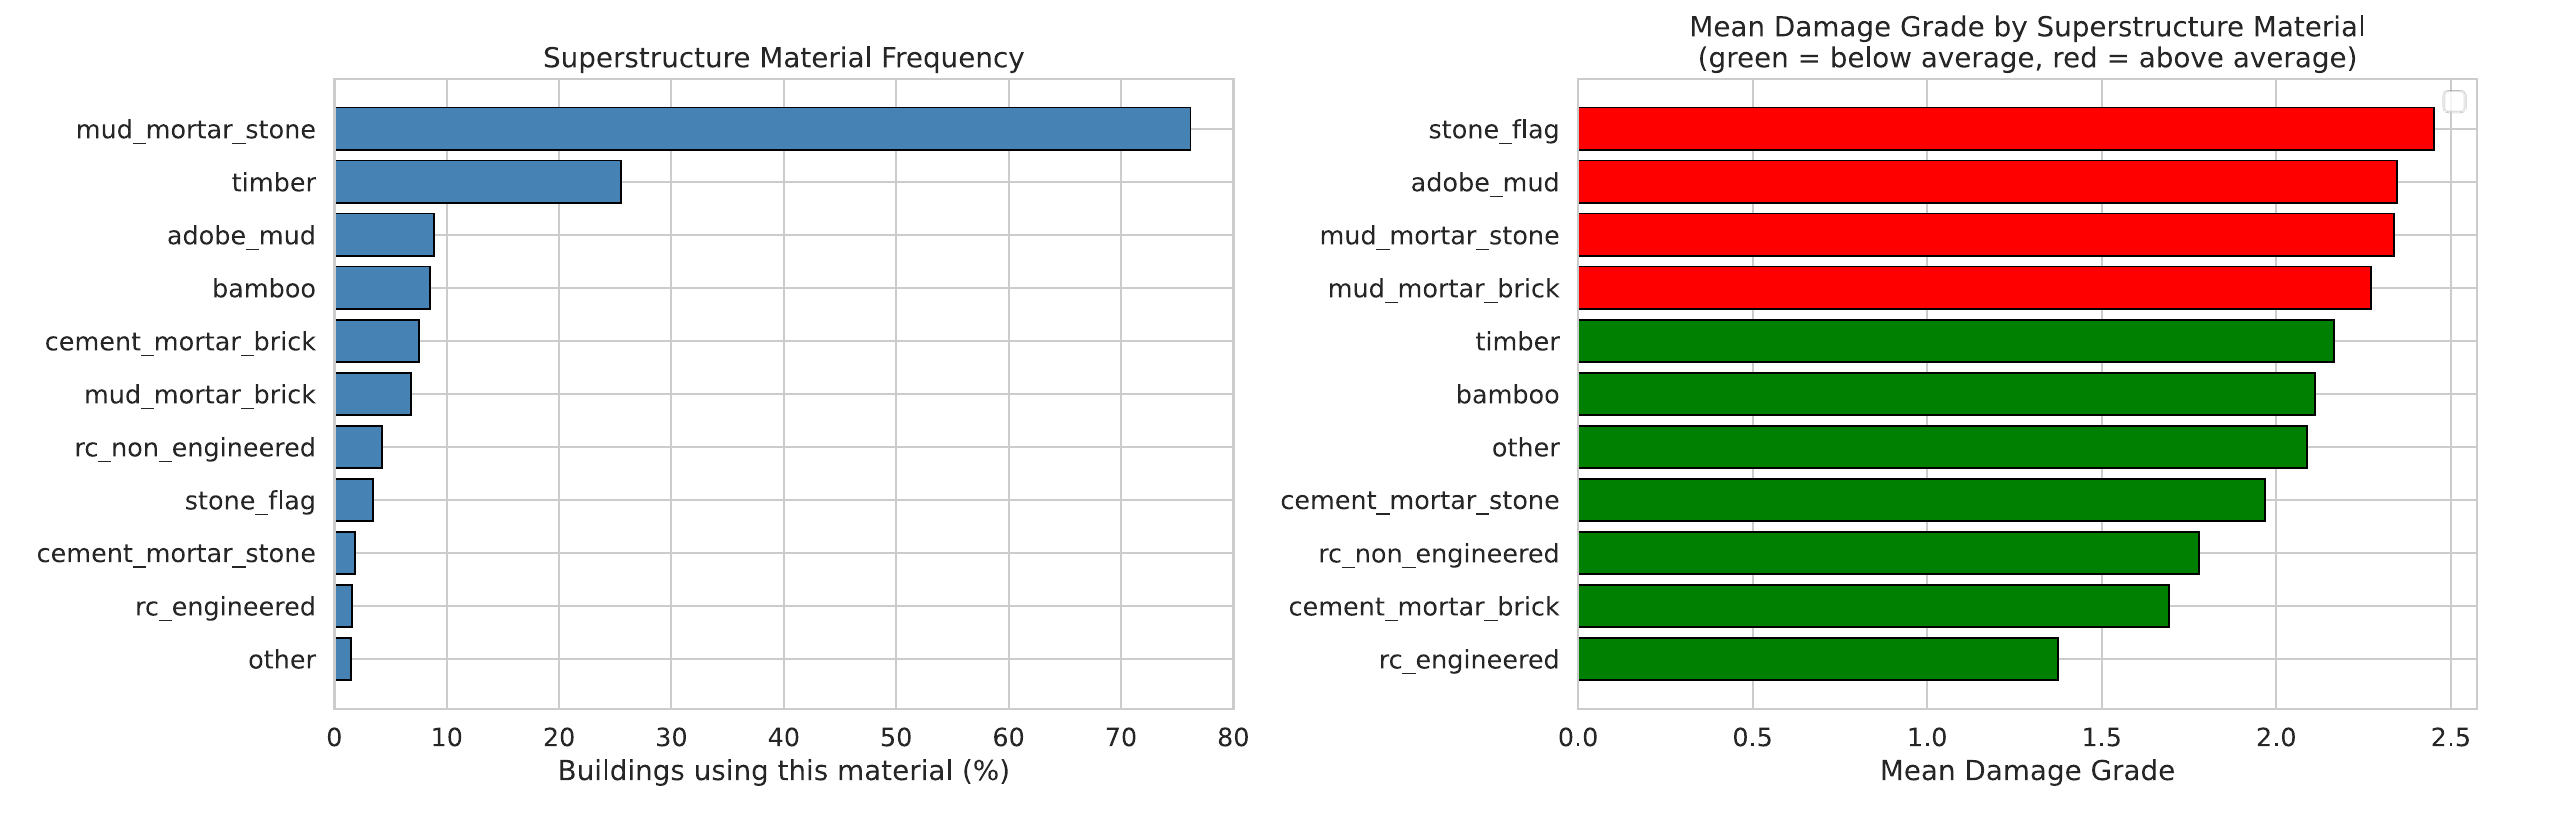 Superstructure Material Frequency
mud_mortar_stone
timber
adobe_mud
bamboo
cement_mortar_brick
mud_mortar_brick
rc_non_engineered
stone_flag
cement_mortar_stone
rc_engineered
other
0 10 20 30 40 50 60 70 80
Buildings using this material (%)
Mean Damage Grade by Superstructure Material
(green = below average, red = above average)
stone_flag
adobe_mud
mud_mortar_stone
mud_mortar_brick
timber
bamboo
other
cement_mortar_stone
rc_non_engineered
cement_mortar_brick
rc_engineered
0.0 0.5 1.0 1.5 2.0 2.5
Mean Damage Grade